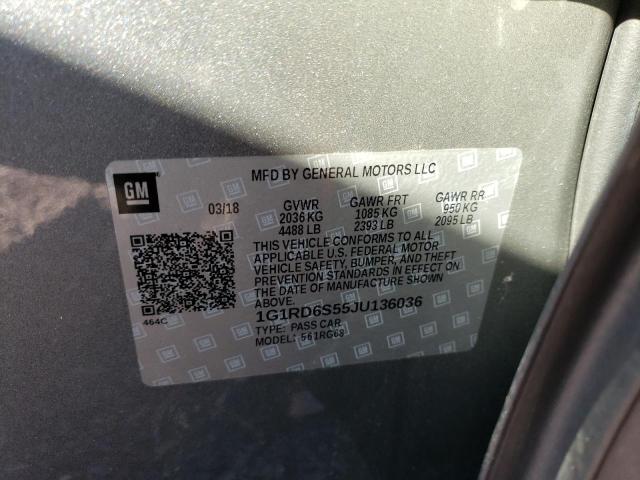 GM
MFD BY GENERAL MOTORS LLC
03/18 GVWR GAWR FRT GAWR RR
2036 KG 1085 KG 950 KG
4488 LB 2393 LB 2095 LB
THIS VEHICLE CONFORMS TO ALL
APPLICABLE U.S. FEDERAL MOTOR
VEHICLE SAFETY, BUMPER, AND THEFT
PREVENTION STANDARDS IN EFFECT ON
THE DATE OF MANUFACTURE SHOWN
ABOVE.
1G1RD6S55JU136036
TYPE: PASS CAR
MODEL: 561RG68
464C